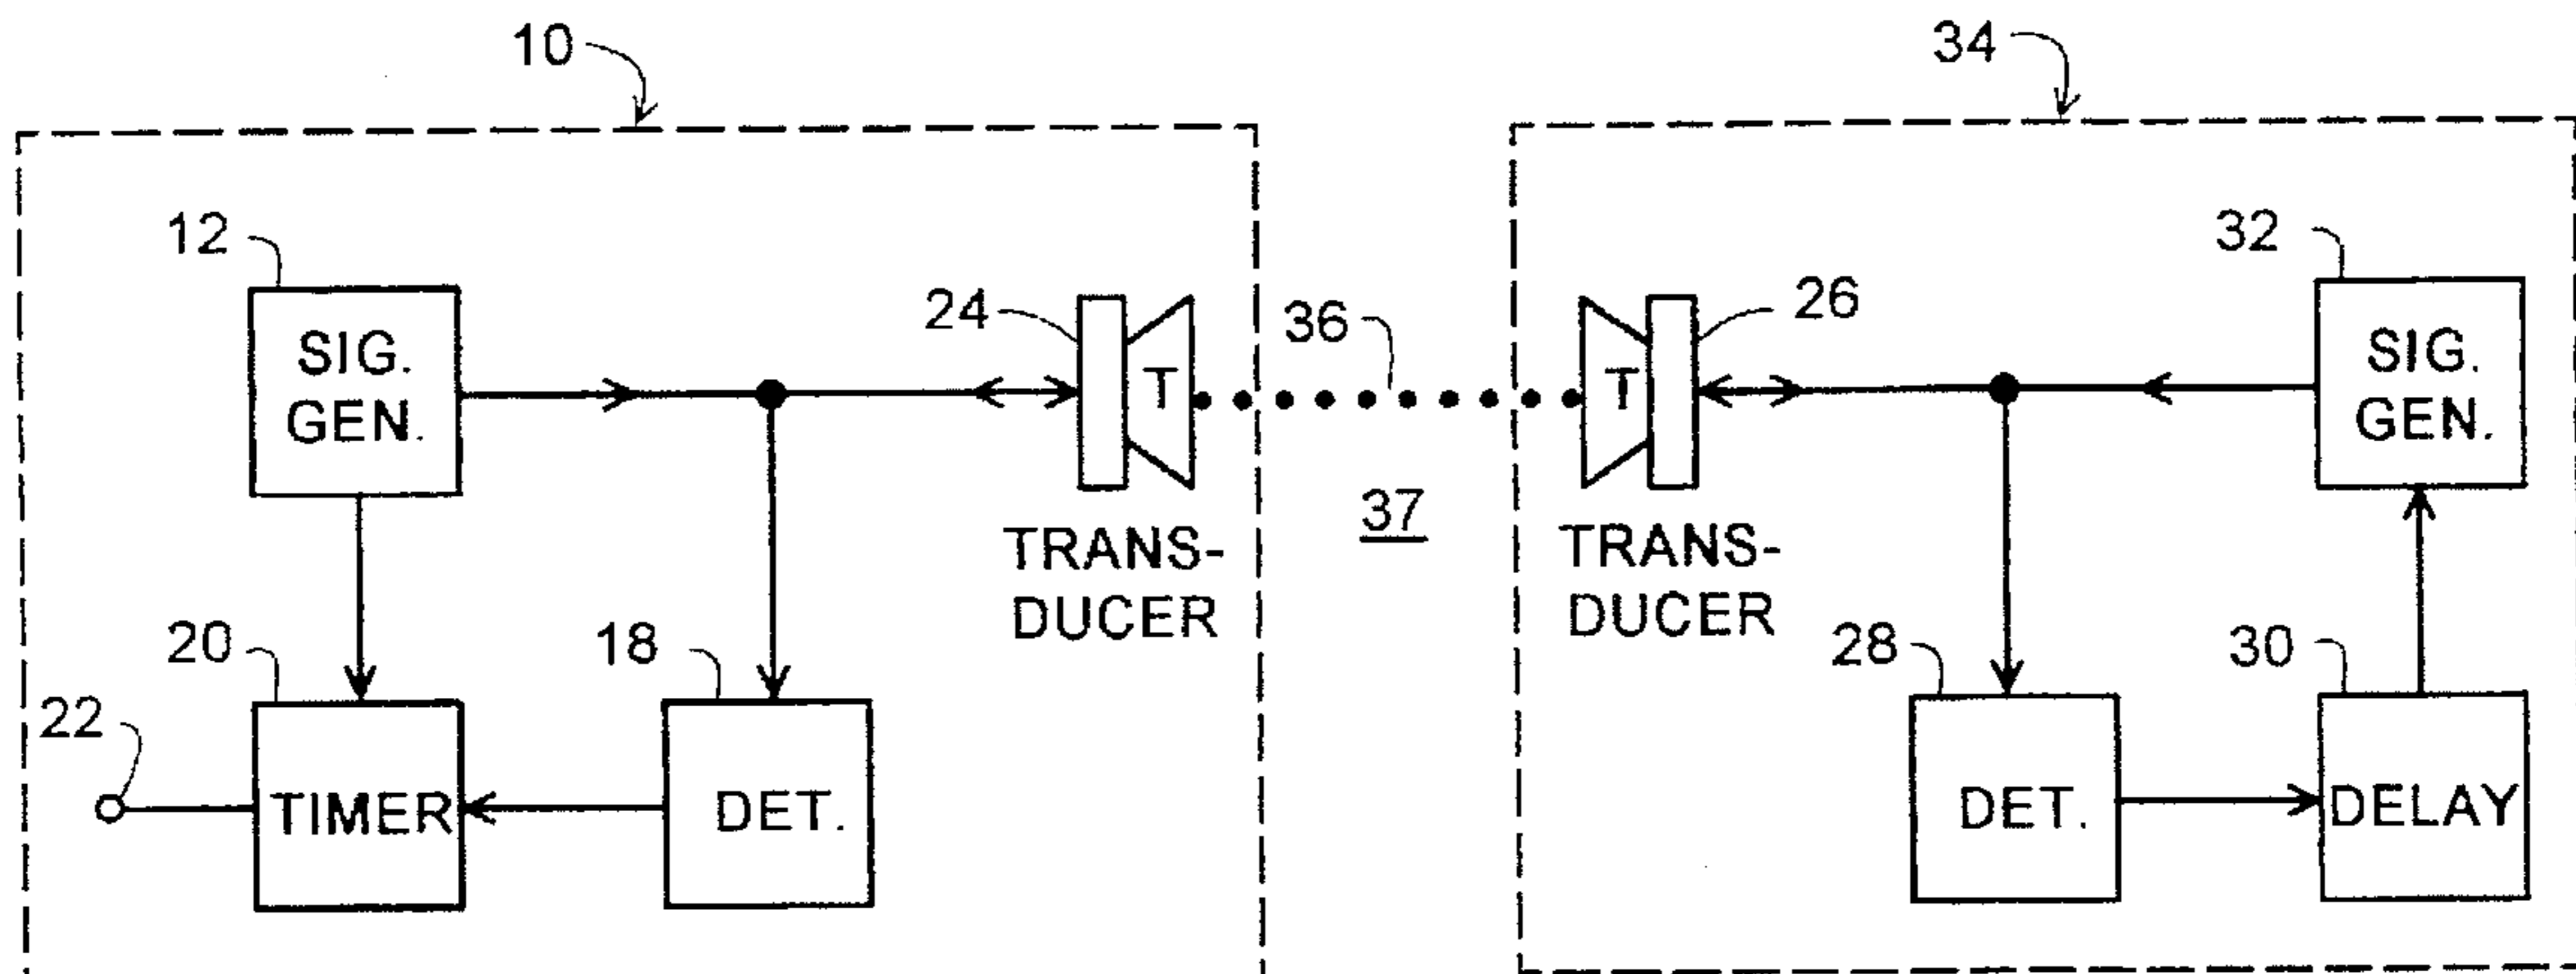 10
34
12
SIG.
GEN.
24
T
36
T
26
32
SIG.
GEN.
37
TRANS-
DUCER
TRANS-
DUCER
20
22
TIMER
18
DET.
28
DET.
30
DELAY